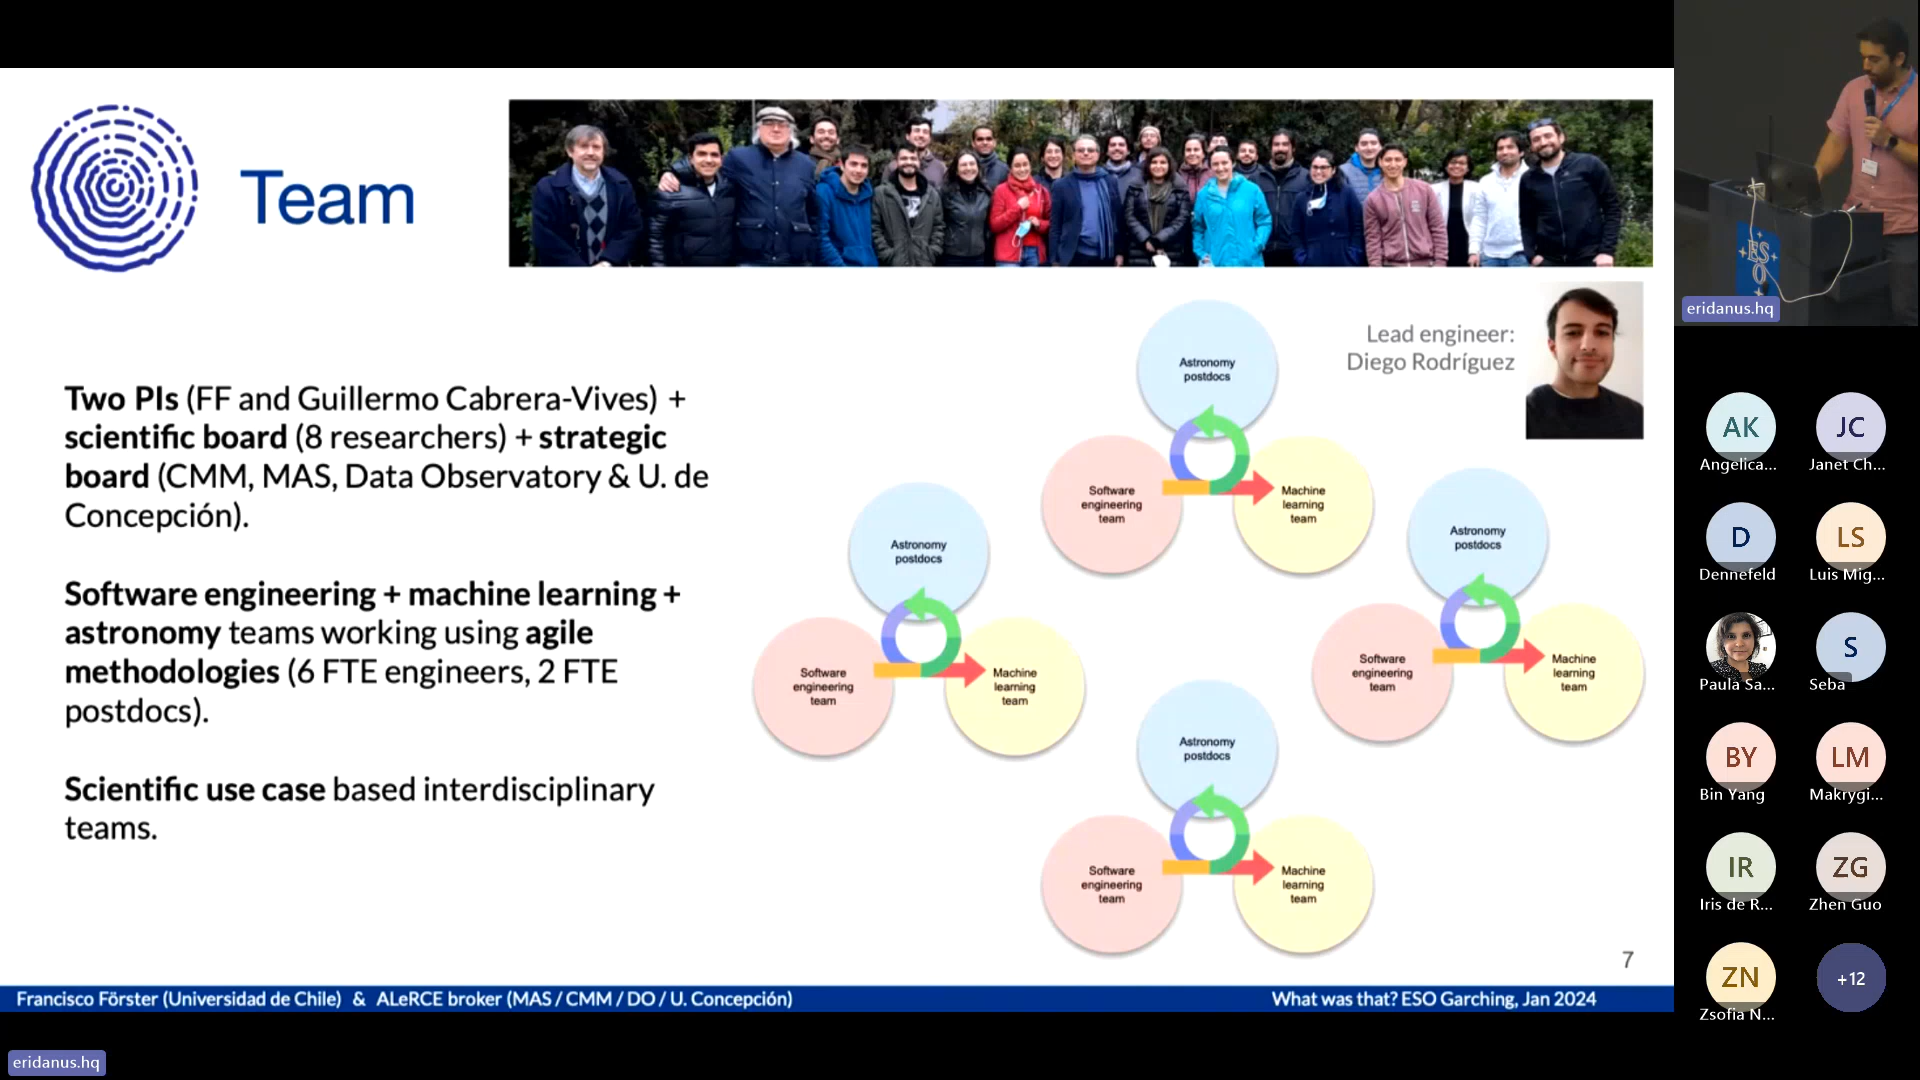 Team
Lead engineer:
Diego Rodríguez
Two PIs (FF and Guillermo Cabrera-Vives) +
scientific board (8 researchers) + strategic
board (CMM, MAS, Data Observatory & U. de
Concepción).
Software engineering + machine learning +
astronomy teams working using agile
methodologies (6 FTE engineers, 2 FTE
postdocs).
Scientific use case based interdisciplinary
teams.
Astronomy
postdocs
Software
engineering
team
Machine
learning
team
Astronomy
postdocs
Software
engineering
team
Machine
learning
team
Astronomy
postdocs
Software
engineering
team
Machine
learning
team
Astronomy
postdocs
Software
engineering
team
Machine
learning
team
7
Francisco Förster (Universidad de Chile) & ALeRCE broker (MAS / CMM / DO / U. Concepción)
What was that? ESO Garching, Jan 2024
eridanus.hq
ESO
eridanus.hq
AK
Angelica...
JC
Janet Ch...
D
Dennefeld
LS
Luis Mig...
Paula Sa...
S
Seba
BY
Bin Yang
LM
Makrygi...
IR
Iris de R...
ZG
Zhen Guo
ZN
Zsofia N...
+12